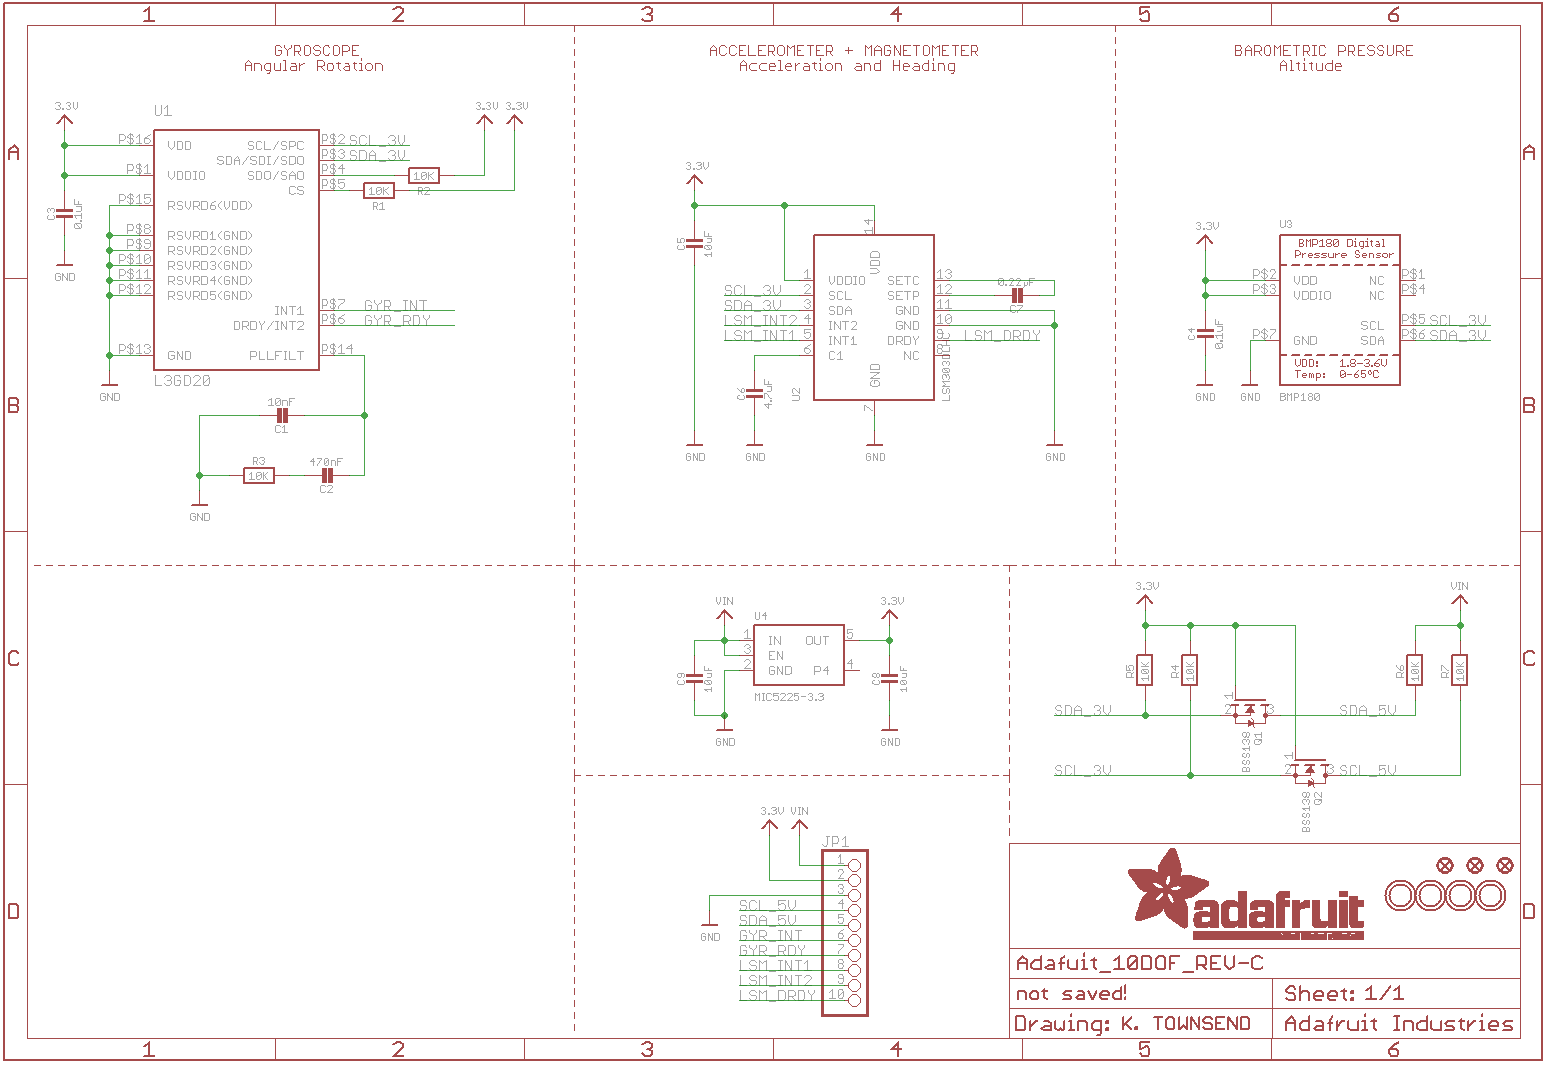 1 2 3 4 5 6
A
B
C
D
GYROSCOPE
Angular Rotation
3.3V
U1
3.3V 3.3V
P$16 VDD
P$1 VDDIO
P$15 RSVRD6(VDD)
P$8 RSVRD1(GND)
P$9 RSVRD2(GND)
P$10 RSVRD3(GND)
P$11 RSVRD4(GND)
P$12 RSVRD5(GND)
P$13 GND
SCL/SPC P$2 SCL_3V
SDA/SDI/SDO P$3 SDA_3V
SDO/SAO P$4
CS P$5
10K
R2
10K
R1
INT1 P$7 GYR_INT
DRDY/INT2 P$6 GYR_RDY
PLLFILT P$14
L3GD20
C3
0.1uF
GND
GND
10nF
C1
R3
10K
470nF
C2
GND
ACCELEROMETER + MAGNETOMETER
Acceleration and Heading
3.3V
C5
10uF
14
VDD
1 VDDIO
SCL_3V 2 SCL
SDA_3V 3 SDA
LSM_INT2 4 INT2
LSM_INT1 5 INT1
6 C1
SETC 13
SETP 12
GND 11
GND 10
DRDY 9 LSM_DRDY
NC 8
GND
7
0.22uF
C7
C6
4.7uF
U2
LSM303DLHC
GND
GND
GND
GND
BAROMETRIC PRESSURE
Altitude
3.3V
U3
BMP180 Digital
Pressure Sensor
P$2 VDD
P$3 VDDIO
P$7 GND
NC P$1
NC P$4
SCL P$5 SCL_3V
SDA P$6 SDA_3V
VDD: 1.8-3.6V
Temp: 0-65°C
BMP180
C4
0.1uF
GND
GND
VIN
U4
3.3V
1 IN
3 EN
2 GND
OUT 5
P4 4
MIC5225-3.3
C9
10uF
C8
10uF
GND
GND
3.3V
VIN
R5
10K
R4
10K
R6
10K
R7
10K
SDA_3V
1
2
3
SDA_5V
BSS138
Q1
SCL_3V
1
2
3
SCL_5V
BSS138
Q2
3.3V VIN
JP1
1
2
3
SCL_5V 4
SDA_5V 5
GYR_INT 6
GYR_RDY 7
LSM_INT1 8
LSM_INT2 9
LSM_DRDY 10
GND
adafruit
Adafuit_10DOF_REV-C
not saved!
Sheet: 1/1
Drawing: K. TOWNSEND
Adafruit Industries
A
B
C
D
1 2 3 4 5 6